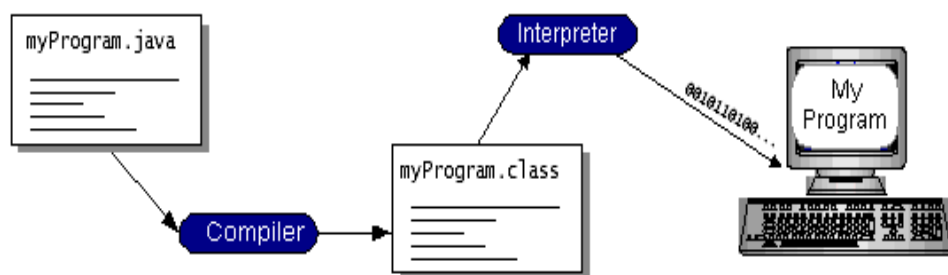 myProgram.java
Compiler
myProgram.class
Interpreter
0010110100...
My
Program